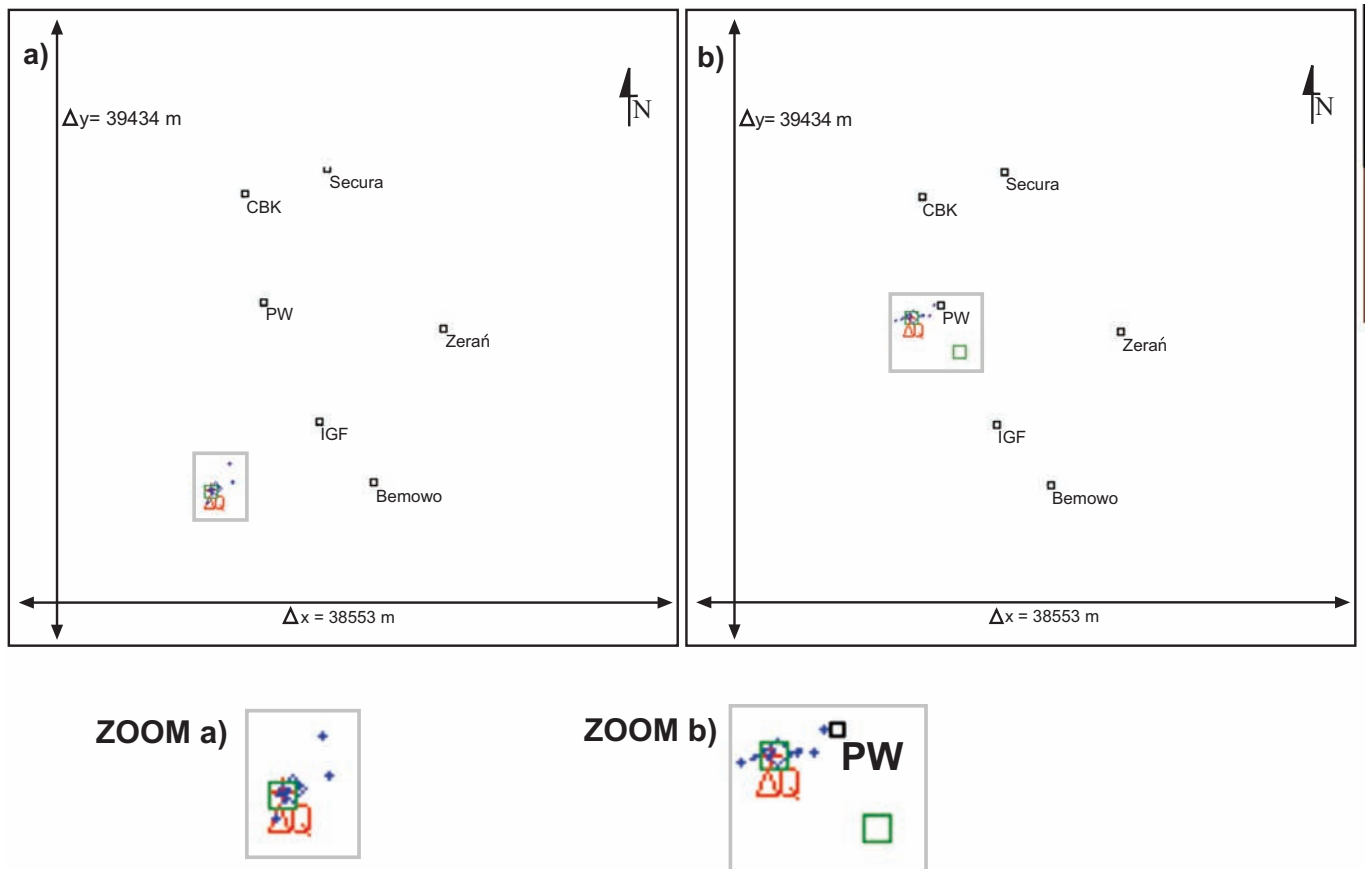 a)
N
Δy= 39434 m
Secura
CBK
PW
Zerań
IGF
Bemowo
Q
Δx = 38553 m
b)
N
Δy= 39434 m
Secura
CBK
PW
Q
Zerań
IGF
Bemowo
Δx = 38553 m
ZOOM a)
Q
ZOOM b)
PW
Q